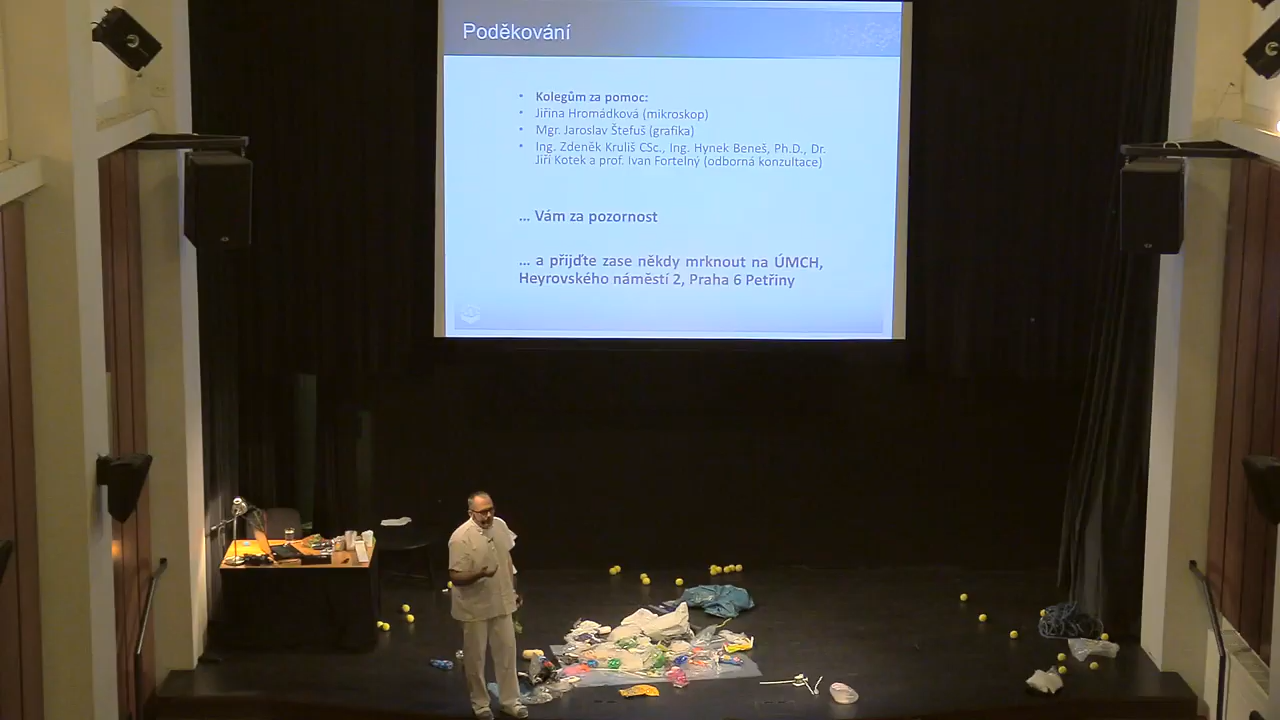 Poděkování
• Kolegům za pomoc:
• Jiřina Hromádková (mikroskop)
• Mgr. Jaroslav Štefuš (grafika)
• Ing. Zdeněk Kruliš CSc., Ing. Hynek Beneš, Ph.D., Dr.
Jiří Kotek a prof. Ivan Fortelný (odborná konzultace)
... Vám za pozornost
... a přijďte zase někdy mrknout na ÚMCH,
Heyrovského náměstí 2, Praha 6 Petřiny